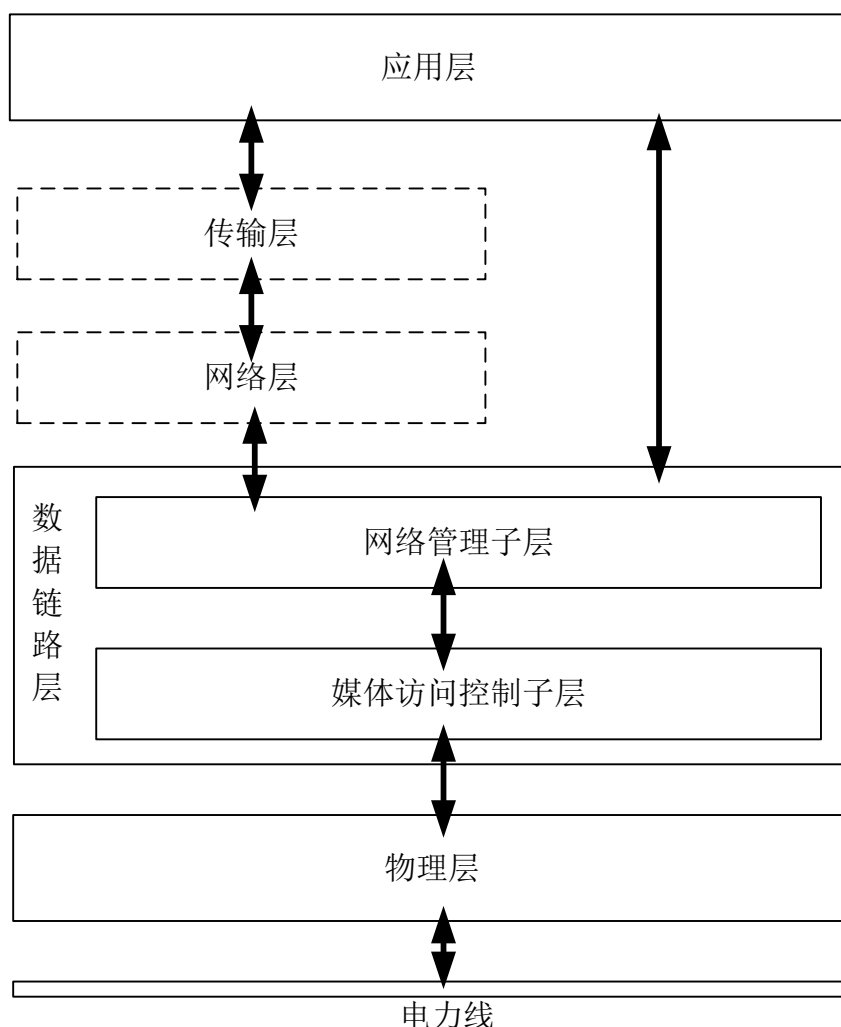 应用层
传输层
网络层
数据链路层
网络管理子层
媒体访问控制子层
物理层
电力线